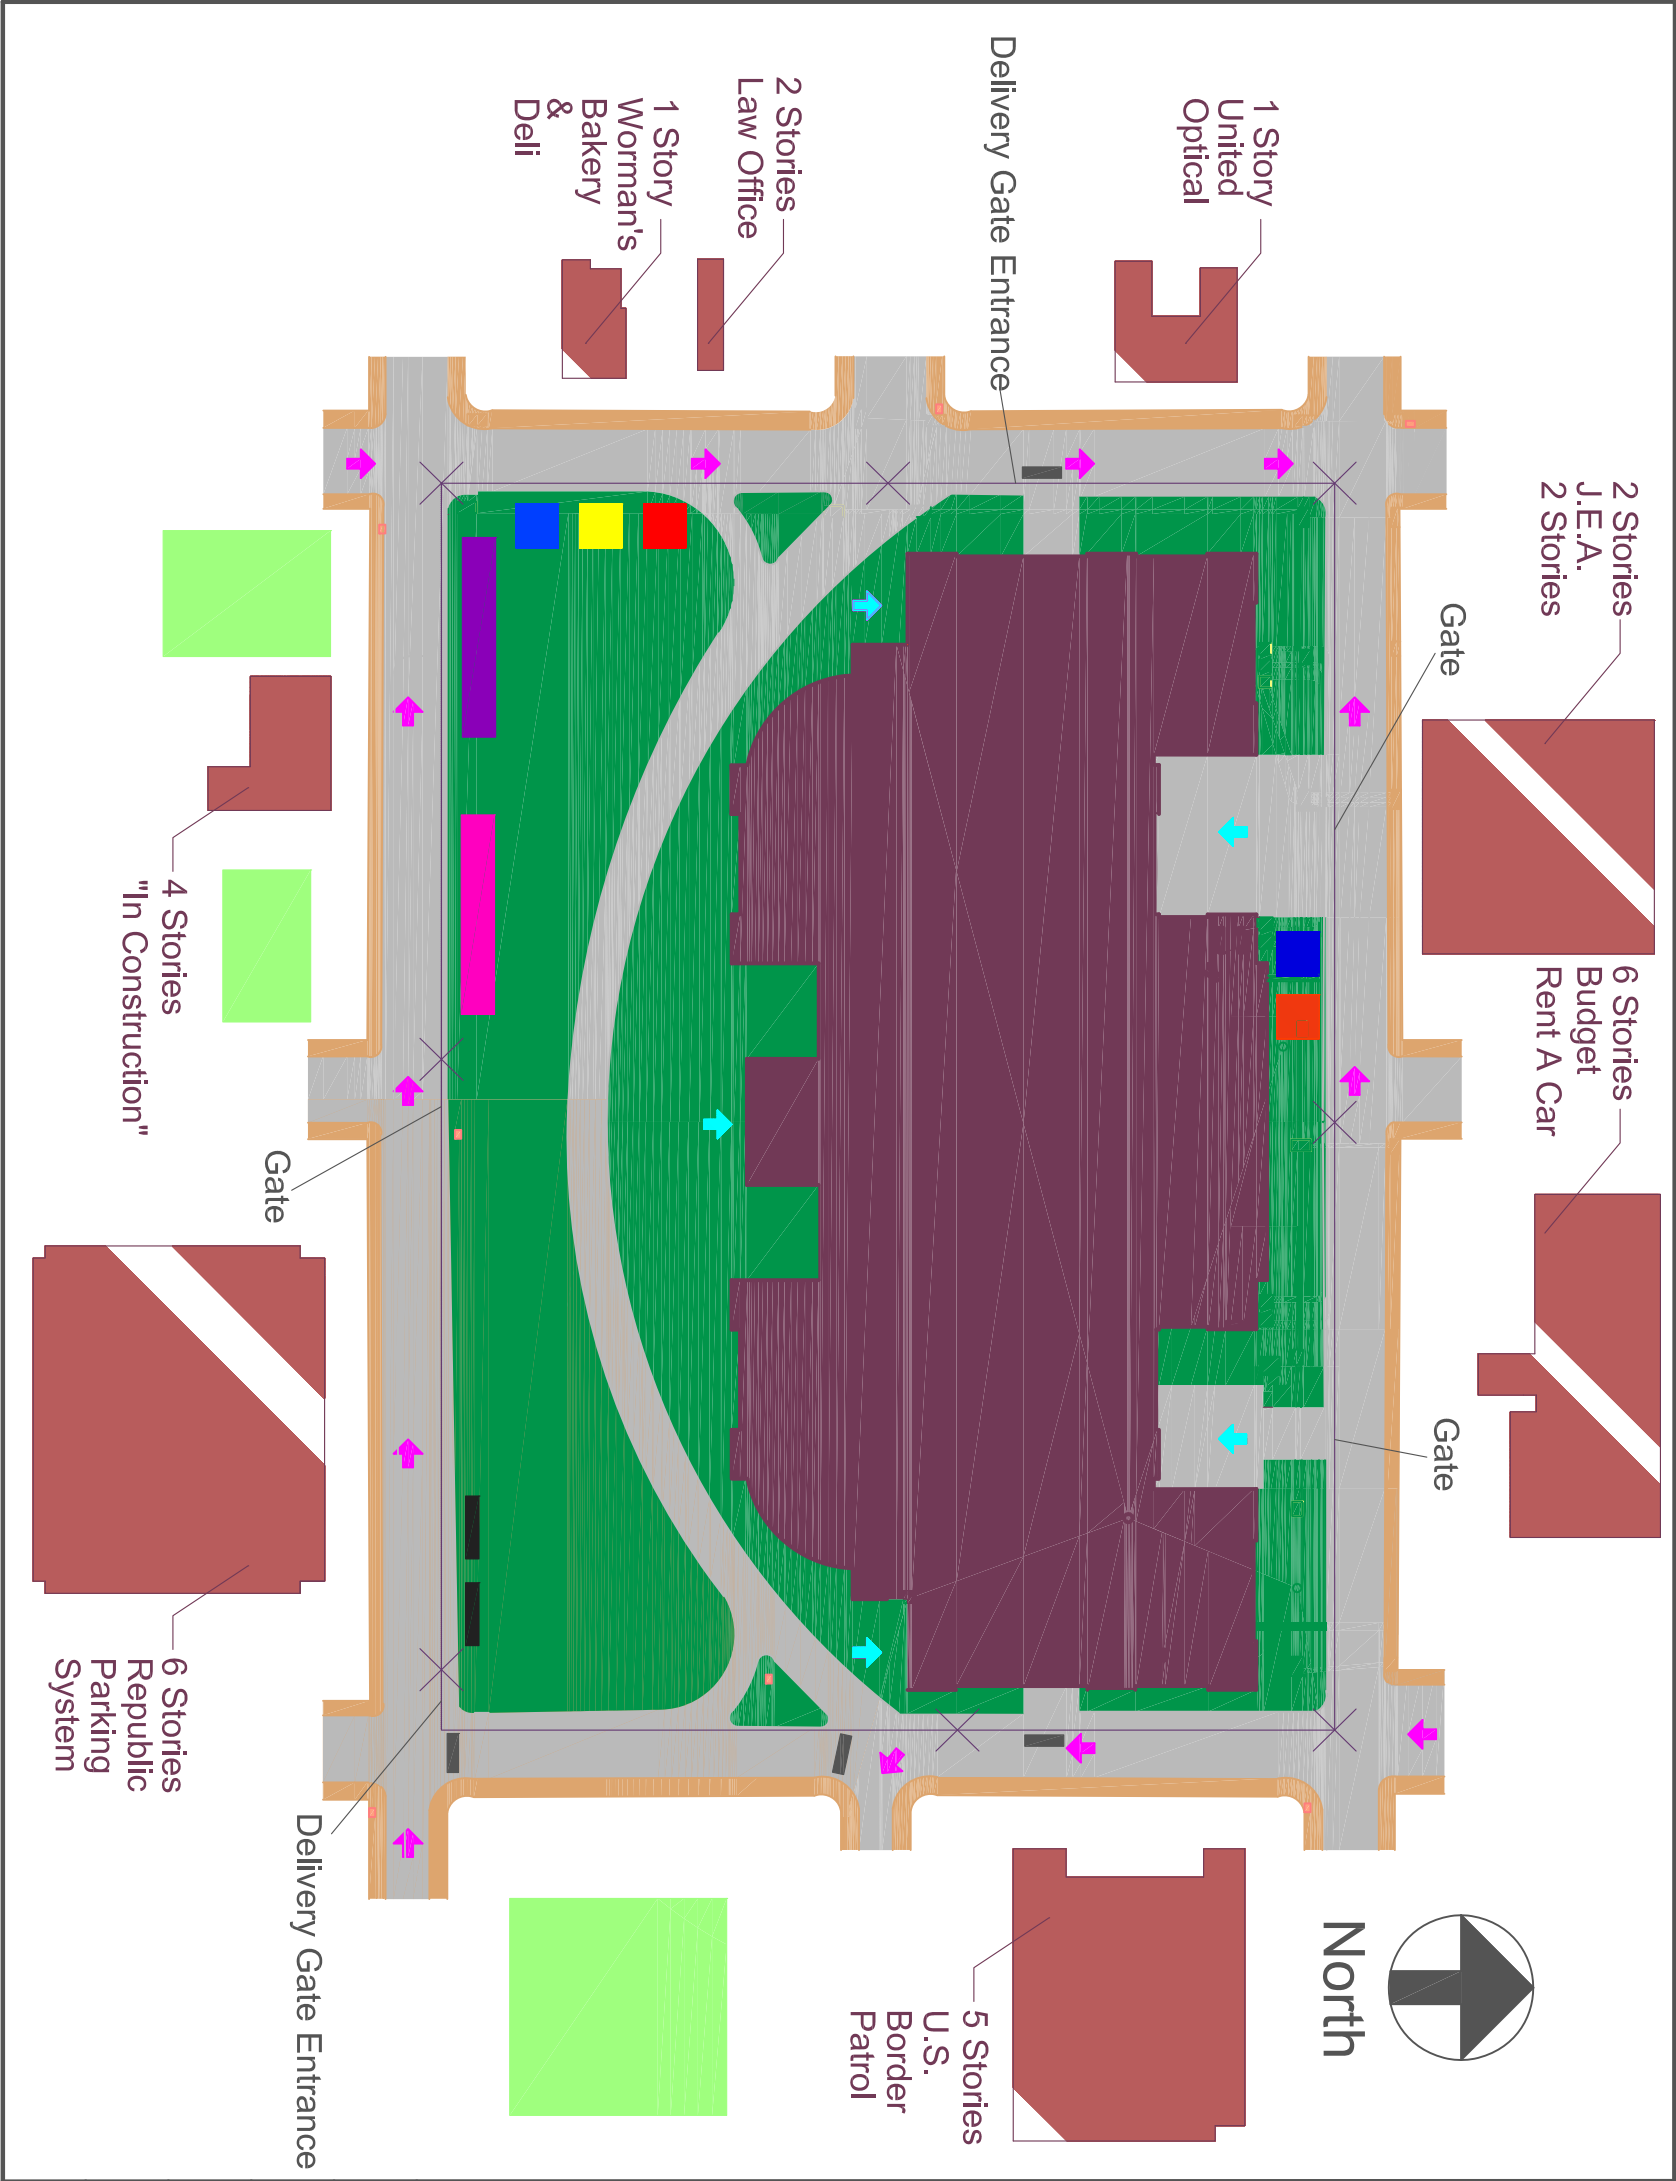 2 Stories
J.E.A.
2 Stories
6 Stories
Budget
Rent A Car
Gate
Gate
1 Story
United
Optical
North
Delivery Gate Entrance
5 Stories
U.S.
Border
Patrol
2 Stories
Law Office
1 Story
Worman's
Bakery
&
Deli
Gate
Delivery Gate Entrance
4 Stories
"In Construction"
6 Stories
Republic
Parking
System